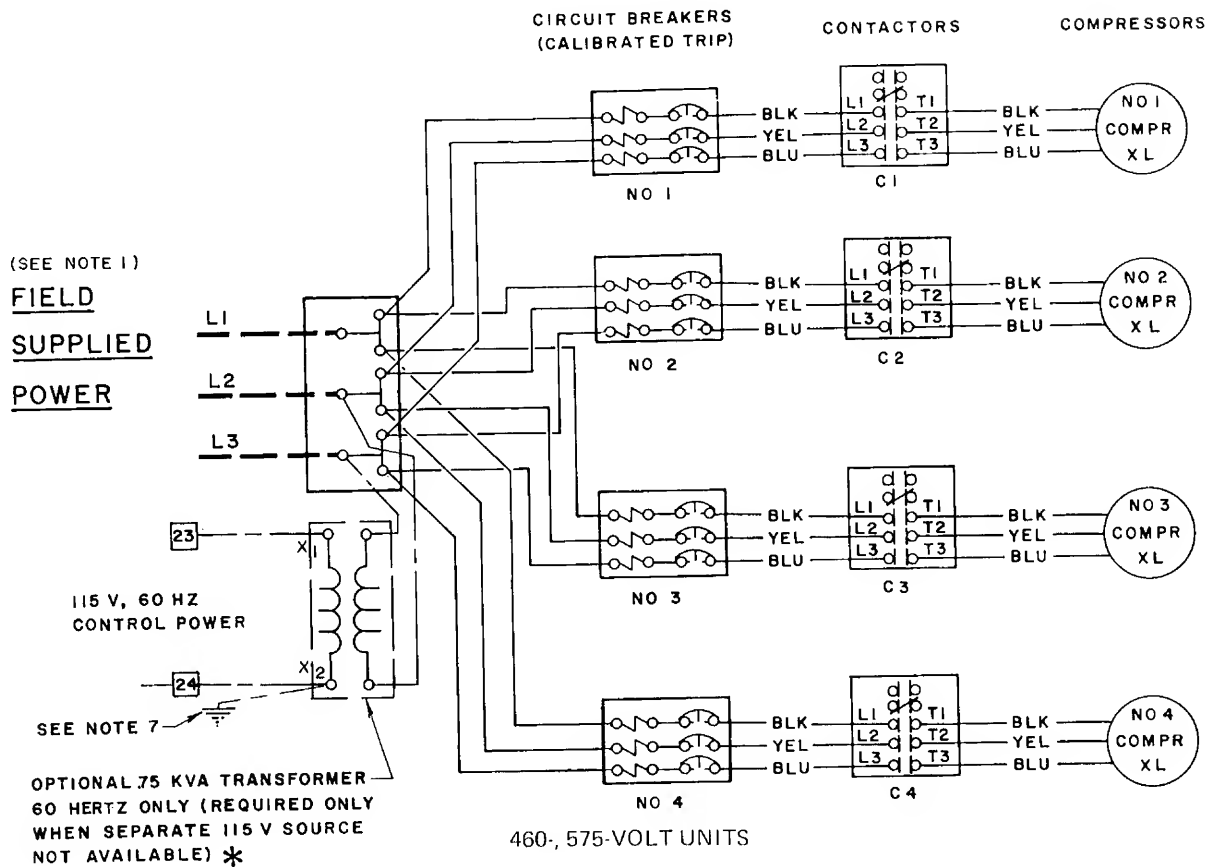 CIRCUIT BREAKERS
(CALIBRATED TRIP)
CONTACTORS
COMPRESSORS
L1 T1
BLK BLK
L2 T2
YEL YEL
L3 T3
BLU BLU
NO 1
COMPR
XL
NO 1
C1
L1 T1
BLK BLK
L2 T2
YEL YEL
L3 T3
BLU BLU
NO 2
COMPR
XL
NO 2
C2
(SEE NOTE 1)
FIELD
SUPPLIED
POWER
L1
L2
L3
L1 T1
BLK BLK
L2 T2
YEL YEL
L3 T3
BLU BLU
NO 3
COMPR
XL
NO 3
C3
23
X1
115 V, 60 HZ
CONTROL POWER
X2
24
SEE NOTE 7
L1 T1
BLK BLK
L2 T2
YEL YEL
L3 T3
BLU BLU
NO 4
COMPR
XL
NO 4
C4
OPTIONAL .75 KVA TRANSFORMER
60 HERTZ ONLY (REQUIRED ONLY
WHEN SEPARATE 115 V SOURCE
NOT AVAILABLE) *
460-, 575-VOLT UNITS